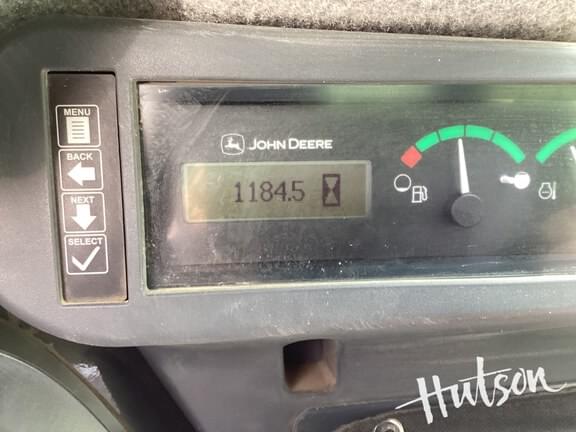 MENU
BACK
NEXT
SELECT
JOHN DEERE
1184.5
Hutson